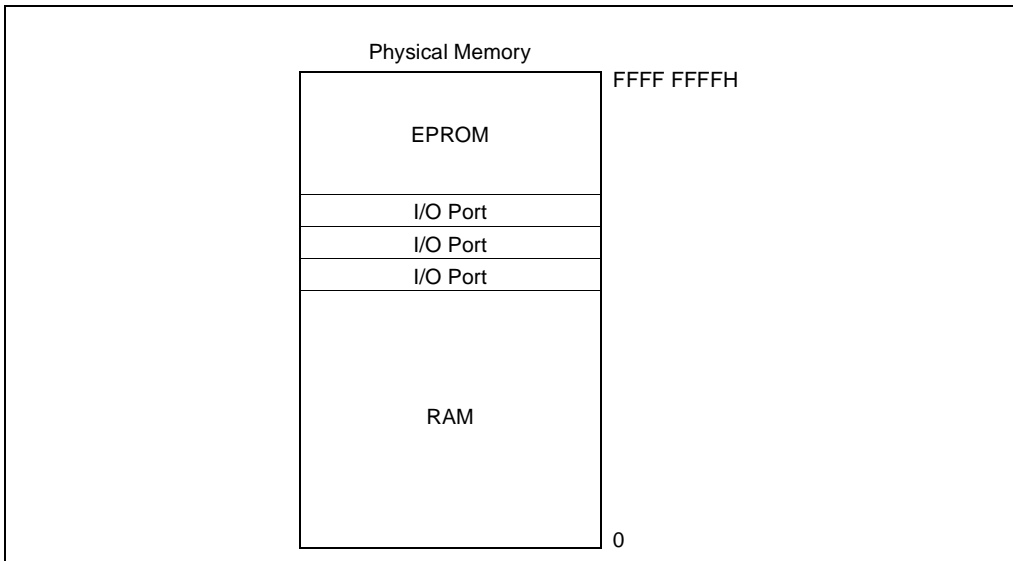 Physical Memory
FFFF FFFFH
EPROM
I/O Port
I/O Port
I/O Port
RAM
0